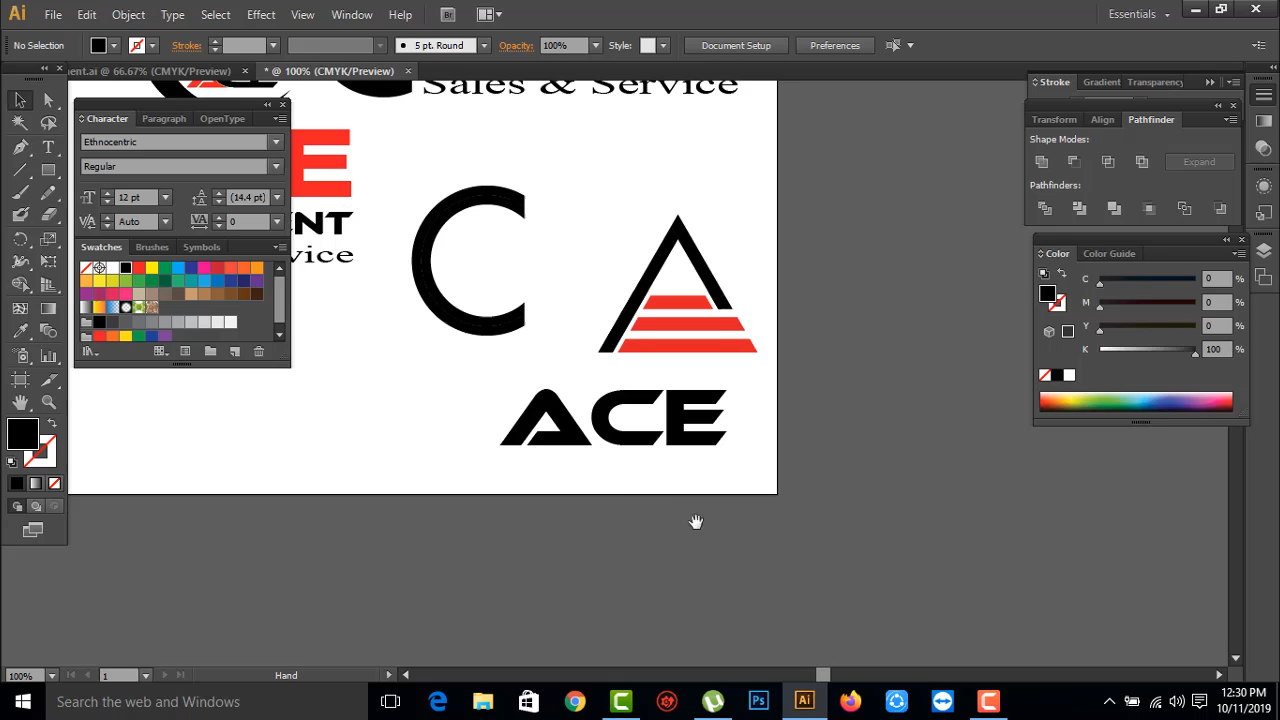 Ai File Edit Object Type Select Effect View Window Help Br Essentials
No Selection Stroke: 5 pt. Round Opacity: 100% Style: Document Setup Preferences
ment.ai @ 66.67% (CMYK/Preview) × * @ 100% (CMYK/Preview) ×
Stroke Gradient Transparency
Sales & Service
Character Paragraph OpenType
Transform Align Pathfinder
Ethnocentric
Shape Modes:
Regular
Expand
12 pt (14.4 pt)
Pathfinders:
Auto 0
E
NT
vice
C
Swatches Brushes Symbols
Color Color Guide
C 0 %
M 0 %
Y 0 %
K 100 %
ACE
100% 1 Hand
Search the web and Windows
Ps Ai
12:30 PM
10/11/2019